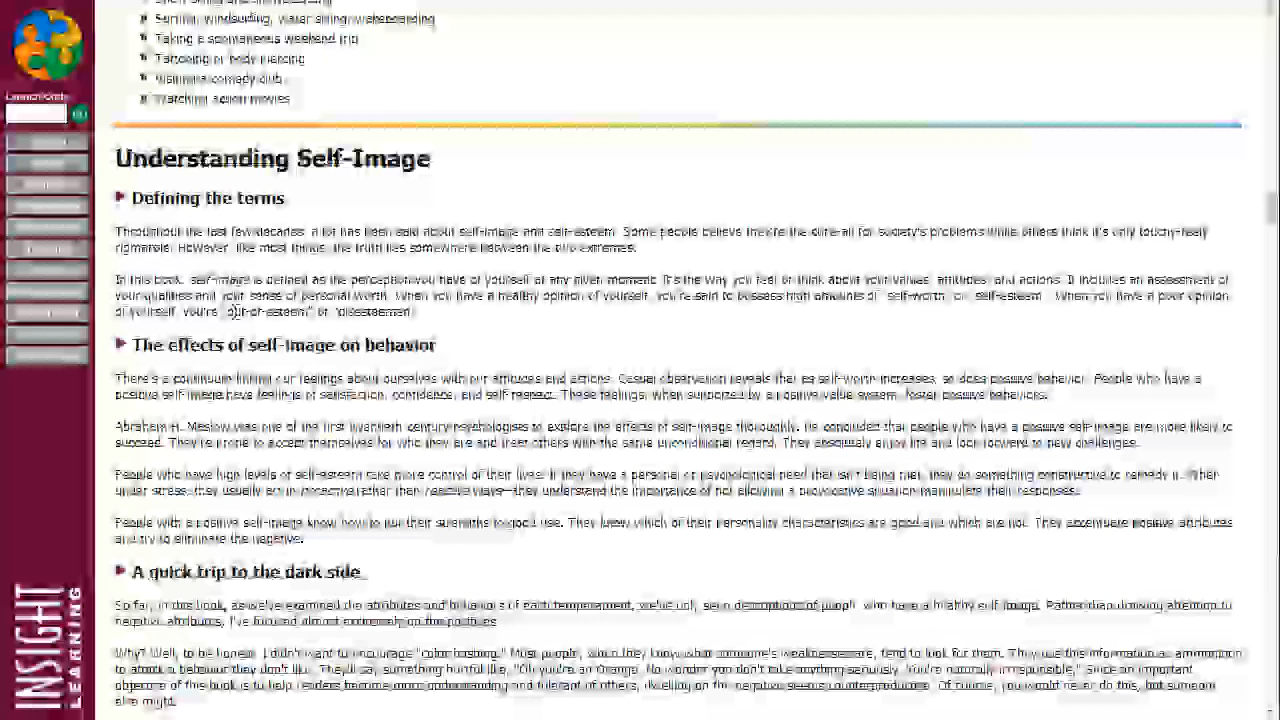 Surfing, windsurfing, water skiing, wakeboarding
Taking a spontaneous weekend trip
Tattooing or body piercing
Visiting a comedy club
Watching action movies
Understanding Self-Image
Defining the terms
Throughout the last few decades, a lot has been said about self-image and self-esteem. Some people believe they're the cure-all for society's problems while others think it's only touchy-feely
rigmarole. However, like most things, the truth lies somewhere between the two extremes.
In this book, self-image is defined as the perception you have of yourself at any given moment. It's the way you feel or think about your values, attitudes, and actions. It includes an assessment of
your qualities and your sense of personal worth. When you have a healthy opinion of yourself, you're said to possess high amounts of "self-worth" or "self-esteem". When you have a poor opinion
of yourself, you're "out-of-esteem" or "disesteemed".
The effects of self-image on behavior
There's a continuum linking our feelings about ourselves with our attitudes and actions. Casual observation reveals that as self-worth increases, so does positive behavior. People who have a
positive self-image have feelings of satisfaction, confidence, and self-respect. These feelings, when supported by a positive value system, foster positive behaviors.
Abraham H. Maslow was one of the first twentieth century psychologists to explore the effects of self-image thoroughly. He concluded that people who have a positive self-image are more likely to
succeed. They're prone to accept themselves for who they are and treat others with the same unconditional regard. They absolutely enjoy life and look forward to new challenges.
People who have high levels of self-esteem take more control of their lives. If they have a personal or psychological need that isn't being met, they do something constructive to remedy it. When
under stress, they usually act in proactive rather than reactive ways—they understand the importance of not allowing a provocative situation manipulate their responses.
People with a positive self-image know how to put their strengths to good use. They know which of their personality characteristics are good and which are not. They accentuate positive attributes
and try to eliminate the negative.
A quick trip to the dark side
So far, in this book, as we've examined the attributes and behaviors of each temperament, we've only seen descriptions of people who have a healthy self-image. Rather than drawing attention to
negative attributes, I've focused almost extremely on the positives.
Why? Well, to be honest, I didn't want to encourage "color bashing." Most people, when they know what someone's weaknesses are, tend to look for them. They use this information as ammunition
to attack a behavior they don't like. They'll say something hurtful like, "Oh you're an Orange. No wonder you don't take anything seriously. You're naturally irresponsible." Since an important
objective of this book is to help readers become more understanding and tolerant of others, dwelling on the negative seems counterproductive. Of course, you would never do this, but someone
else might.
INSIGHT
LEARNING